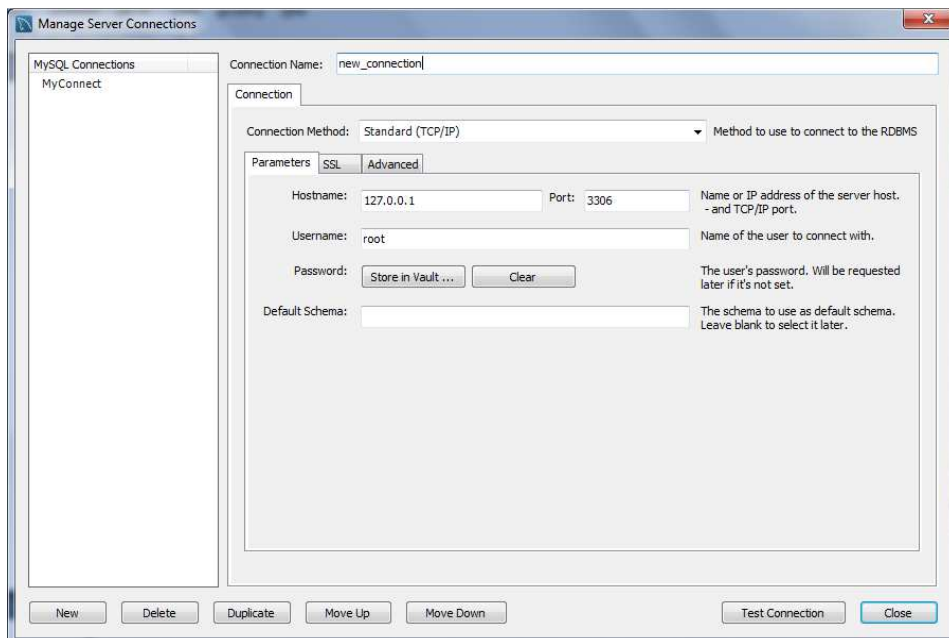 Manage Server Connections
MySQL Connections
MyConnect
Connection Name: new_connection
Connection
Connection Method: Standard (TCP/IP) Method to use to connect to the RDBMS
Parameters SSL Advanced
Hostname: 127.0.0.1 Port: 3306 Name or IP address of the server host.
- and TCP/IP port.
Username: root Name of the user to connect with.
Password: Store in Vault ... Clear The user's password. Will be requested
later if it's not set.
Default Schema: The schema to use as default schema.
Leave blank to select it later.
New Delete Duplicate Move Up Move Down Test Connection Close